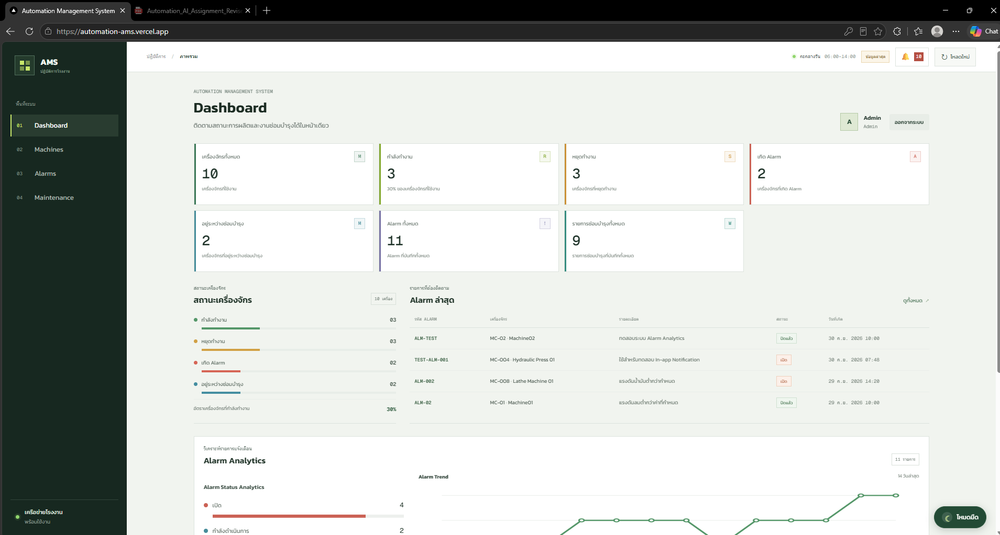 Automation Management System
Automation_AI_Assignment_Revise
https://automation-ams.vercel.app
Chat
AMS
ปฏิบัติการโรงงาน
พื้นที่ระบบ
01 Dashboard
02 Machines
03 Alarms
04 Maintenance
เครือข่ายโรงงาน
พร้อมใช้งาน
ปฏิบัติการ / ภาพรวม
กะกลางวัน 06:00–14:00
ข้อมูลล่าสุด
10
โหลดใหม่
AUTOMATION MANAGEMENT SYSTEM
Dashboard
ติดตามสถานะการผลิตและงานซ่อมบำรุงได้ในหน้าเดียว
A
Admin
Admin
ออกจากระบบ
เครื่องจักรทั้งหมด M
10
เครื่องจักรที่ใช้งาน
กำลังทำงาน R
3
30% ของเครื่องจักรที่ใช้งาน
หยุดทำงาน S
3
เครื่องจักรที่หยุดทำงาน
เกิด Alarm A
2
เครื่องจักรที่เกิด Alarm
อยู่ระหว่างซ่อมบำรุง M
2
เครื่องจักรที่อยู่ระหว่างซ่อมบำรุง
Alarm ทั้งหมด !
11
Alarm ที่บันทึกทั้งหมด
รายการซ่อมบำรุงทั้งหมด W
9
รายการซ่อมบำรุงที่บันทึกทั้งหมด
สถานะเครื่องจักร
สถานะเครื่องจักร
10 เครื่อง
กำลังทำงาน 03
หยุดทำงาน 03
เกิด Alarm 02
อยู่ระหว่างซ่อมบำรุง 02
อัตราเครื่องจักรที่กำลังทำงาน 30%
รายการที่ต้องติดตาม
Alarm ล่าสุด
ดูทั้งหมด ↗
รหัส ALARM เครื่องจักร รายละเอียด สถานะ วันที่เกิด
ALM-TEST MC-02 · Machine02 ทดสอบระบบ Alarm Analytics ปิดแล้ว 30 ก.ย. 2026 10:00
TEST-ALM-001 MC-004 · Hydraulic Press 01 ใช้สำหรับทดสอบ In-app Notification เปิด 30 ก.ย. 2026 07:48
ALM-002 MC-008 · Lathe Machine 01 แรงดันน้ำมันต่ำกว่ากำหนด เปิด 29 ก.ย. 2026 14:20
ALM-02 MC-01 · Machine01 แรงดันลมต่ำกว่าค่าที่กำหนด ปิดแล้ว 29 ก.ย. 2026 10:00
วิเคราะห์รายการแจ้งเตือน
Alarm Analytics
11 รายการ
Alarm Status Analytics
เปิด 4
กำลังดำเนินการ 2
Alarm Trend
14 วันล่าสุด
โหมดมืด